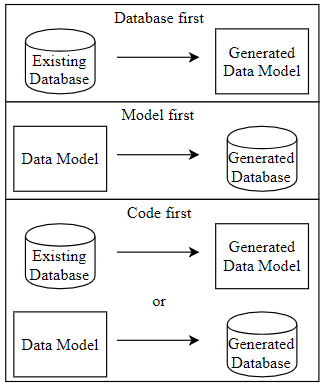 Database first
Existing
Database
Generated
Data Model
Model first
Data Model
Generated
Database
Code first
Existing
Database
Generated
Data Model
or
Data Model
Generated
Database